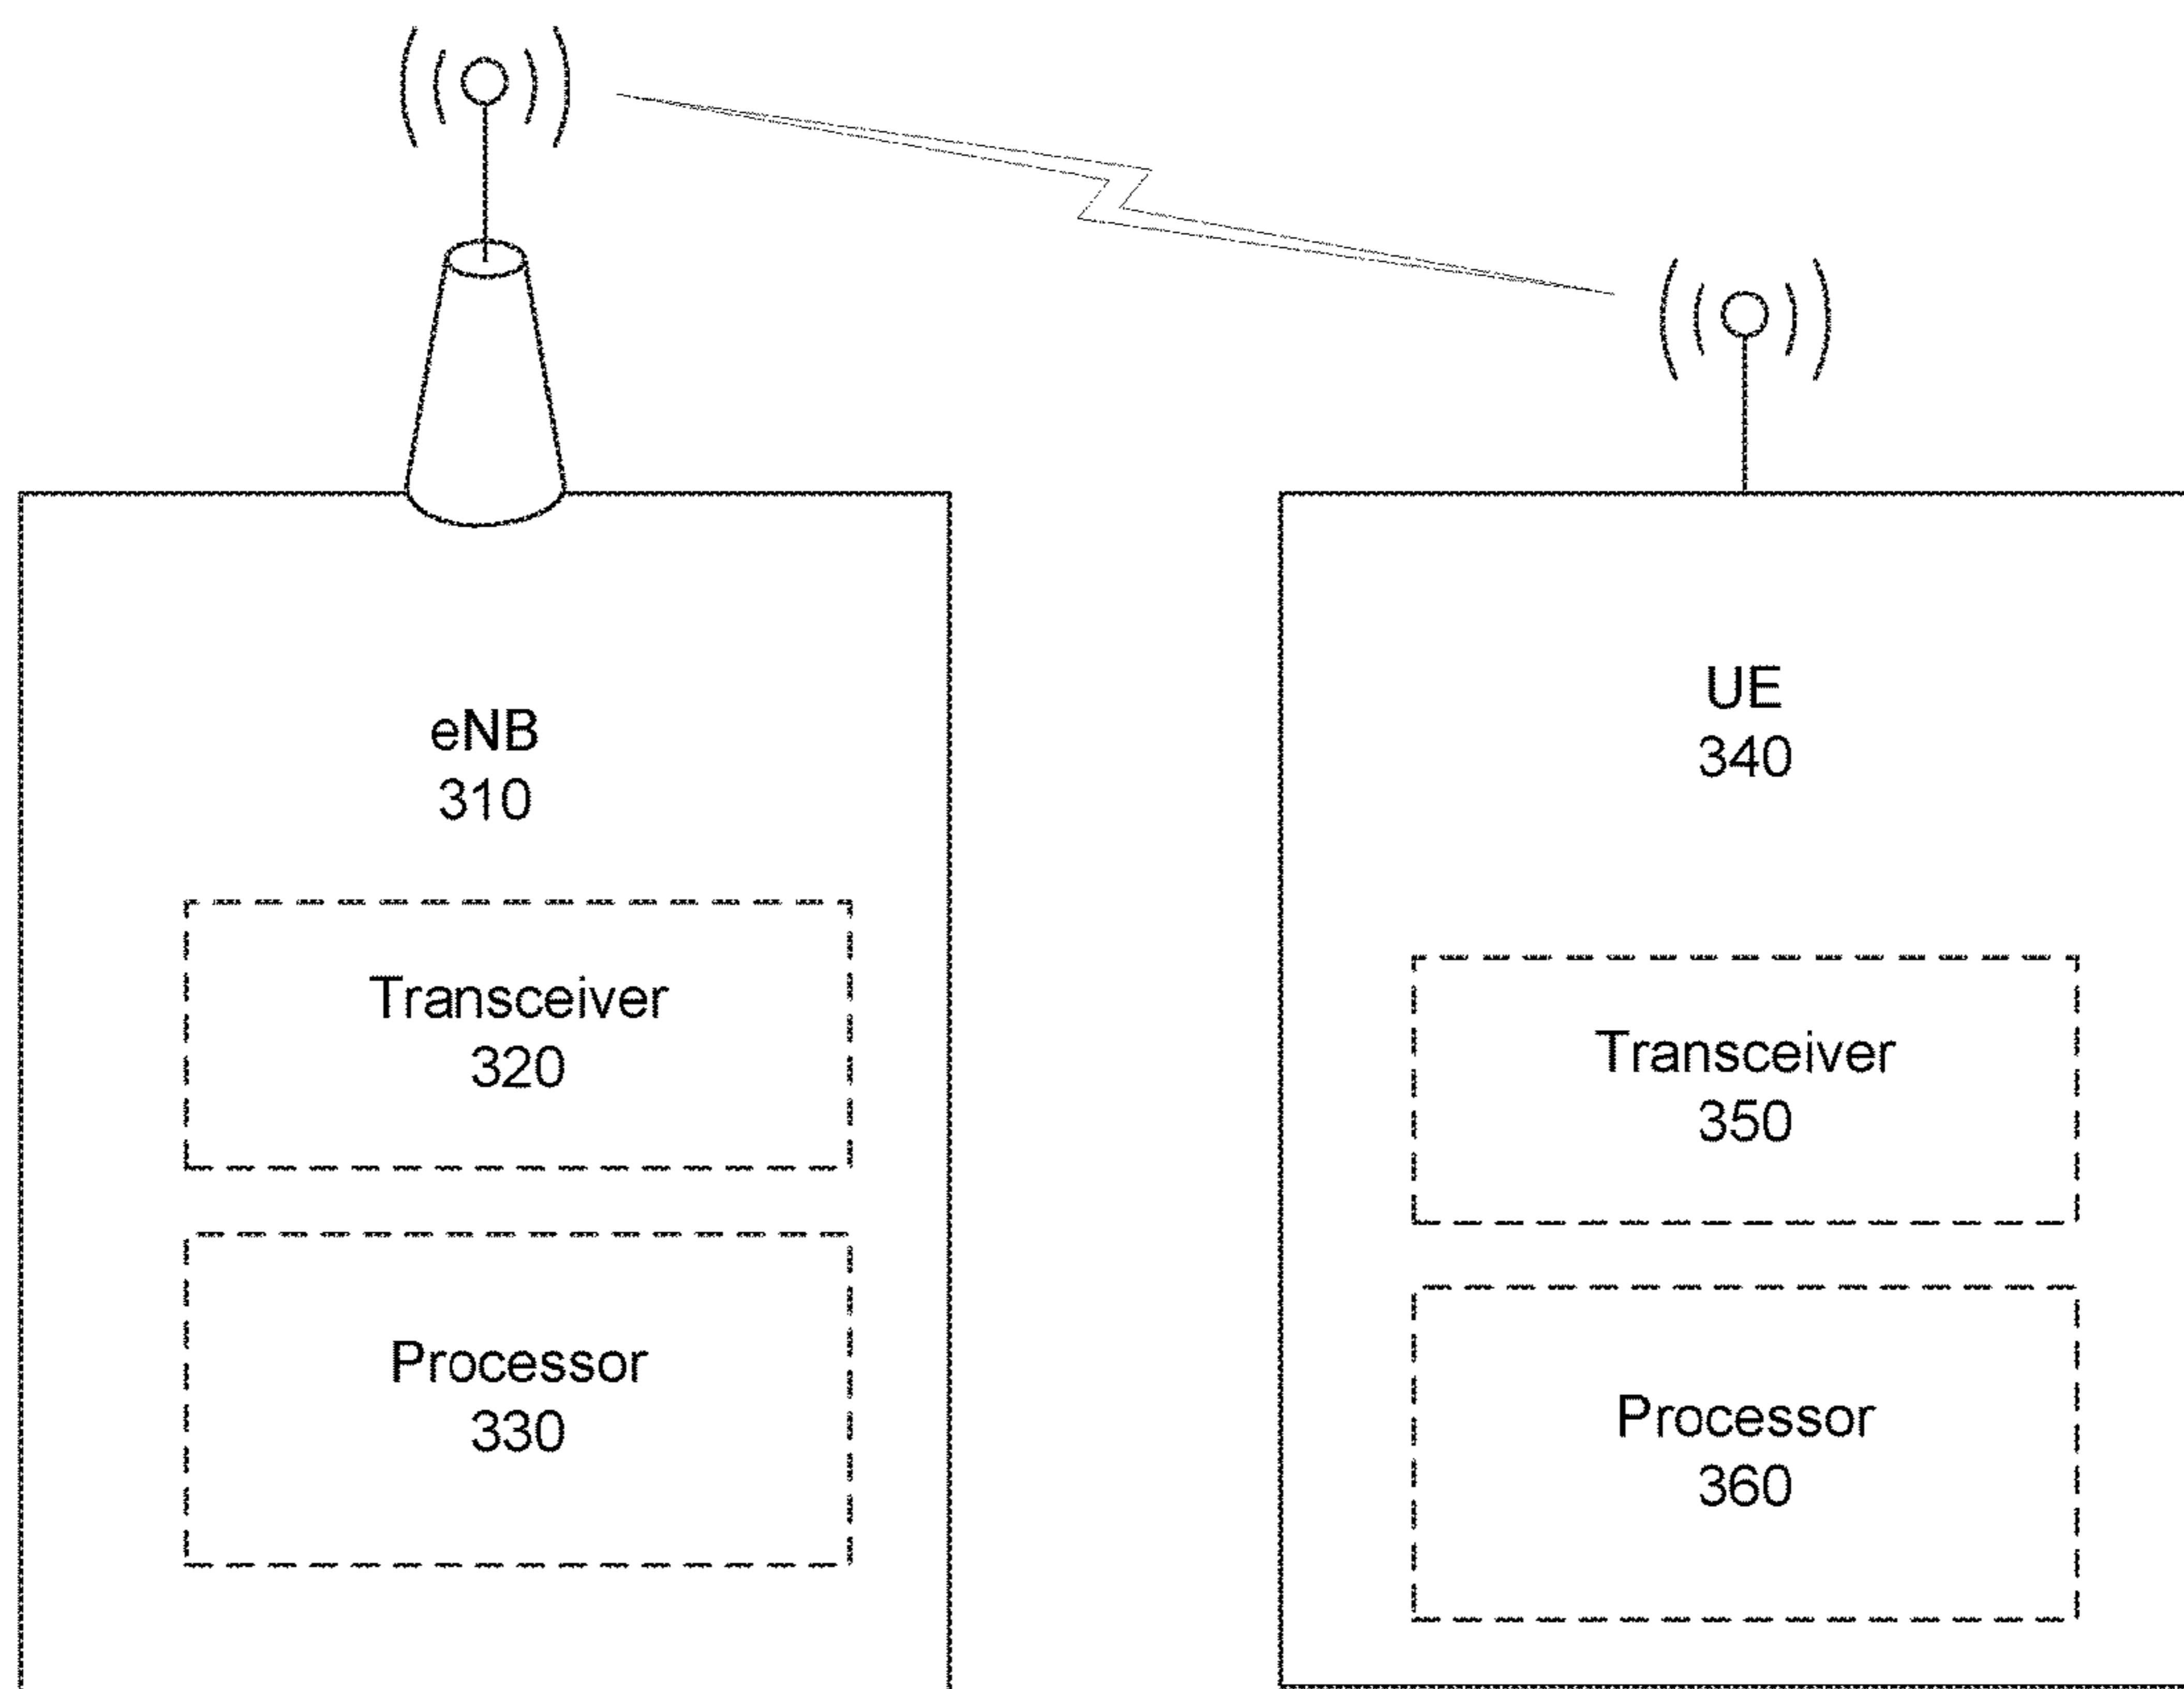 eNB
310
Transceiver
320
Processor
330
UE
340
Transceiver
350
Processor
360